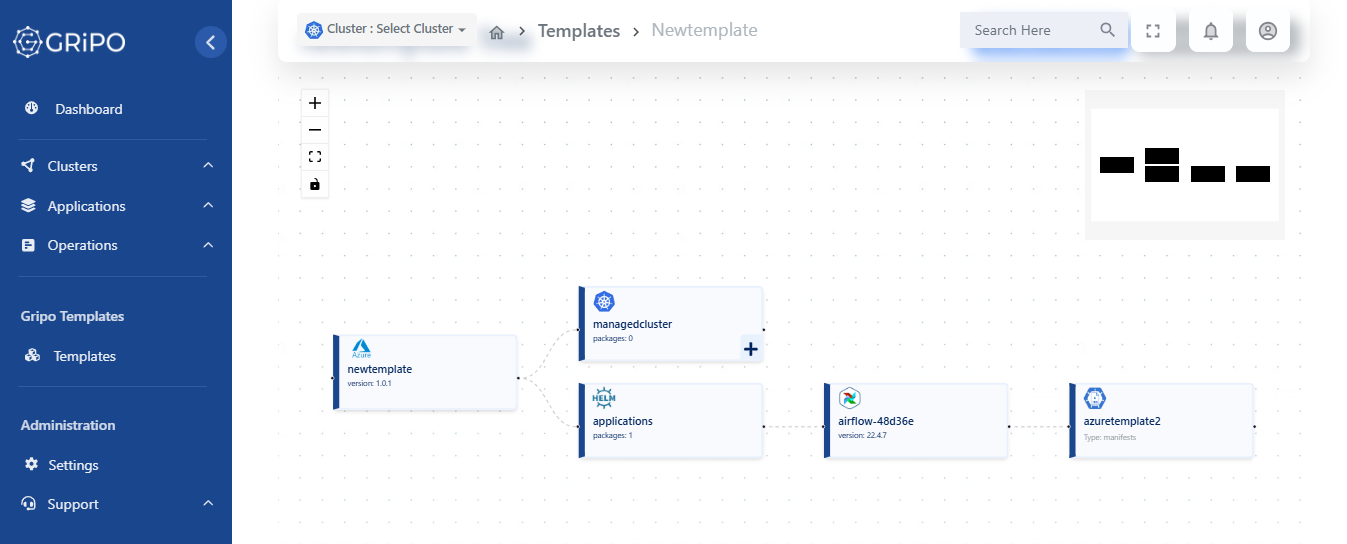 GRiPO
Cluster : Select Cluster
Templates
Newtemplate
Search Here
Dashboard
Clusters
Applications
Operations
Gripo Templates
Templates
Administration
Settings
Support
Azure
newtemplate
version: 1.0.1
managedcluster
packages: 0
HELM
applications
packages: 1
airflow-48d36e
version: 22.4.7
azuretemplate2
Type: manifests